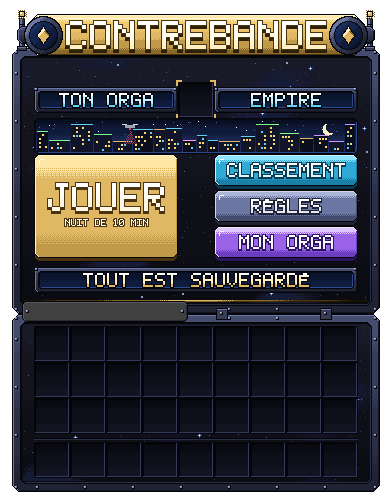 CONTREBANDE
TON ORGA
EMPIRE
JOUER
NUIT DE 10 MIN
CLASSEMENT
RÈGLES
MON ORGA
TOUT EST SAUVEGARDÉ